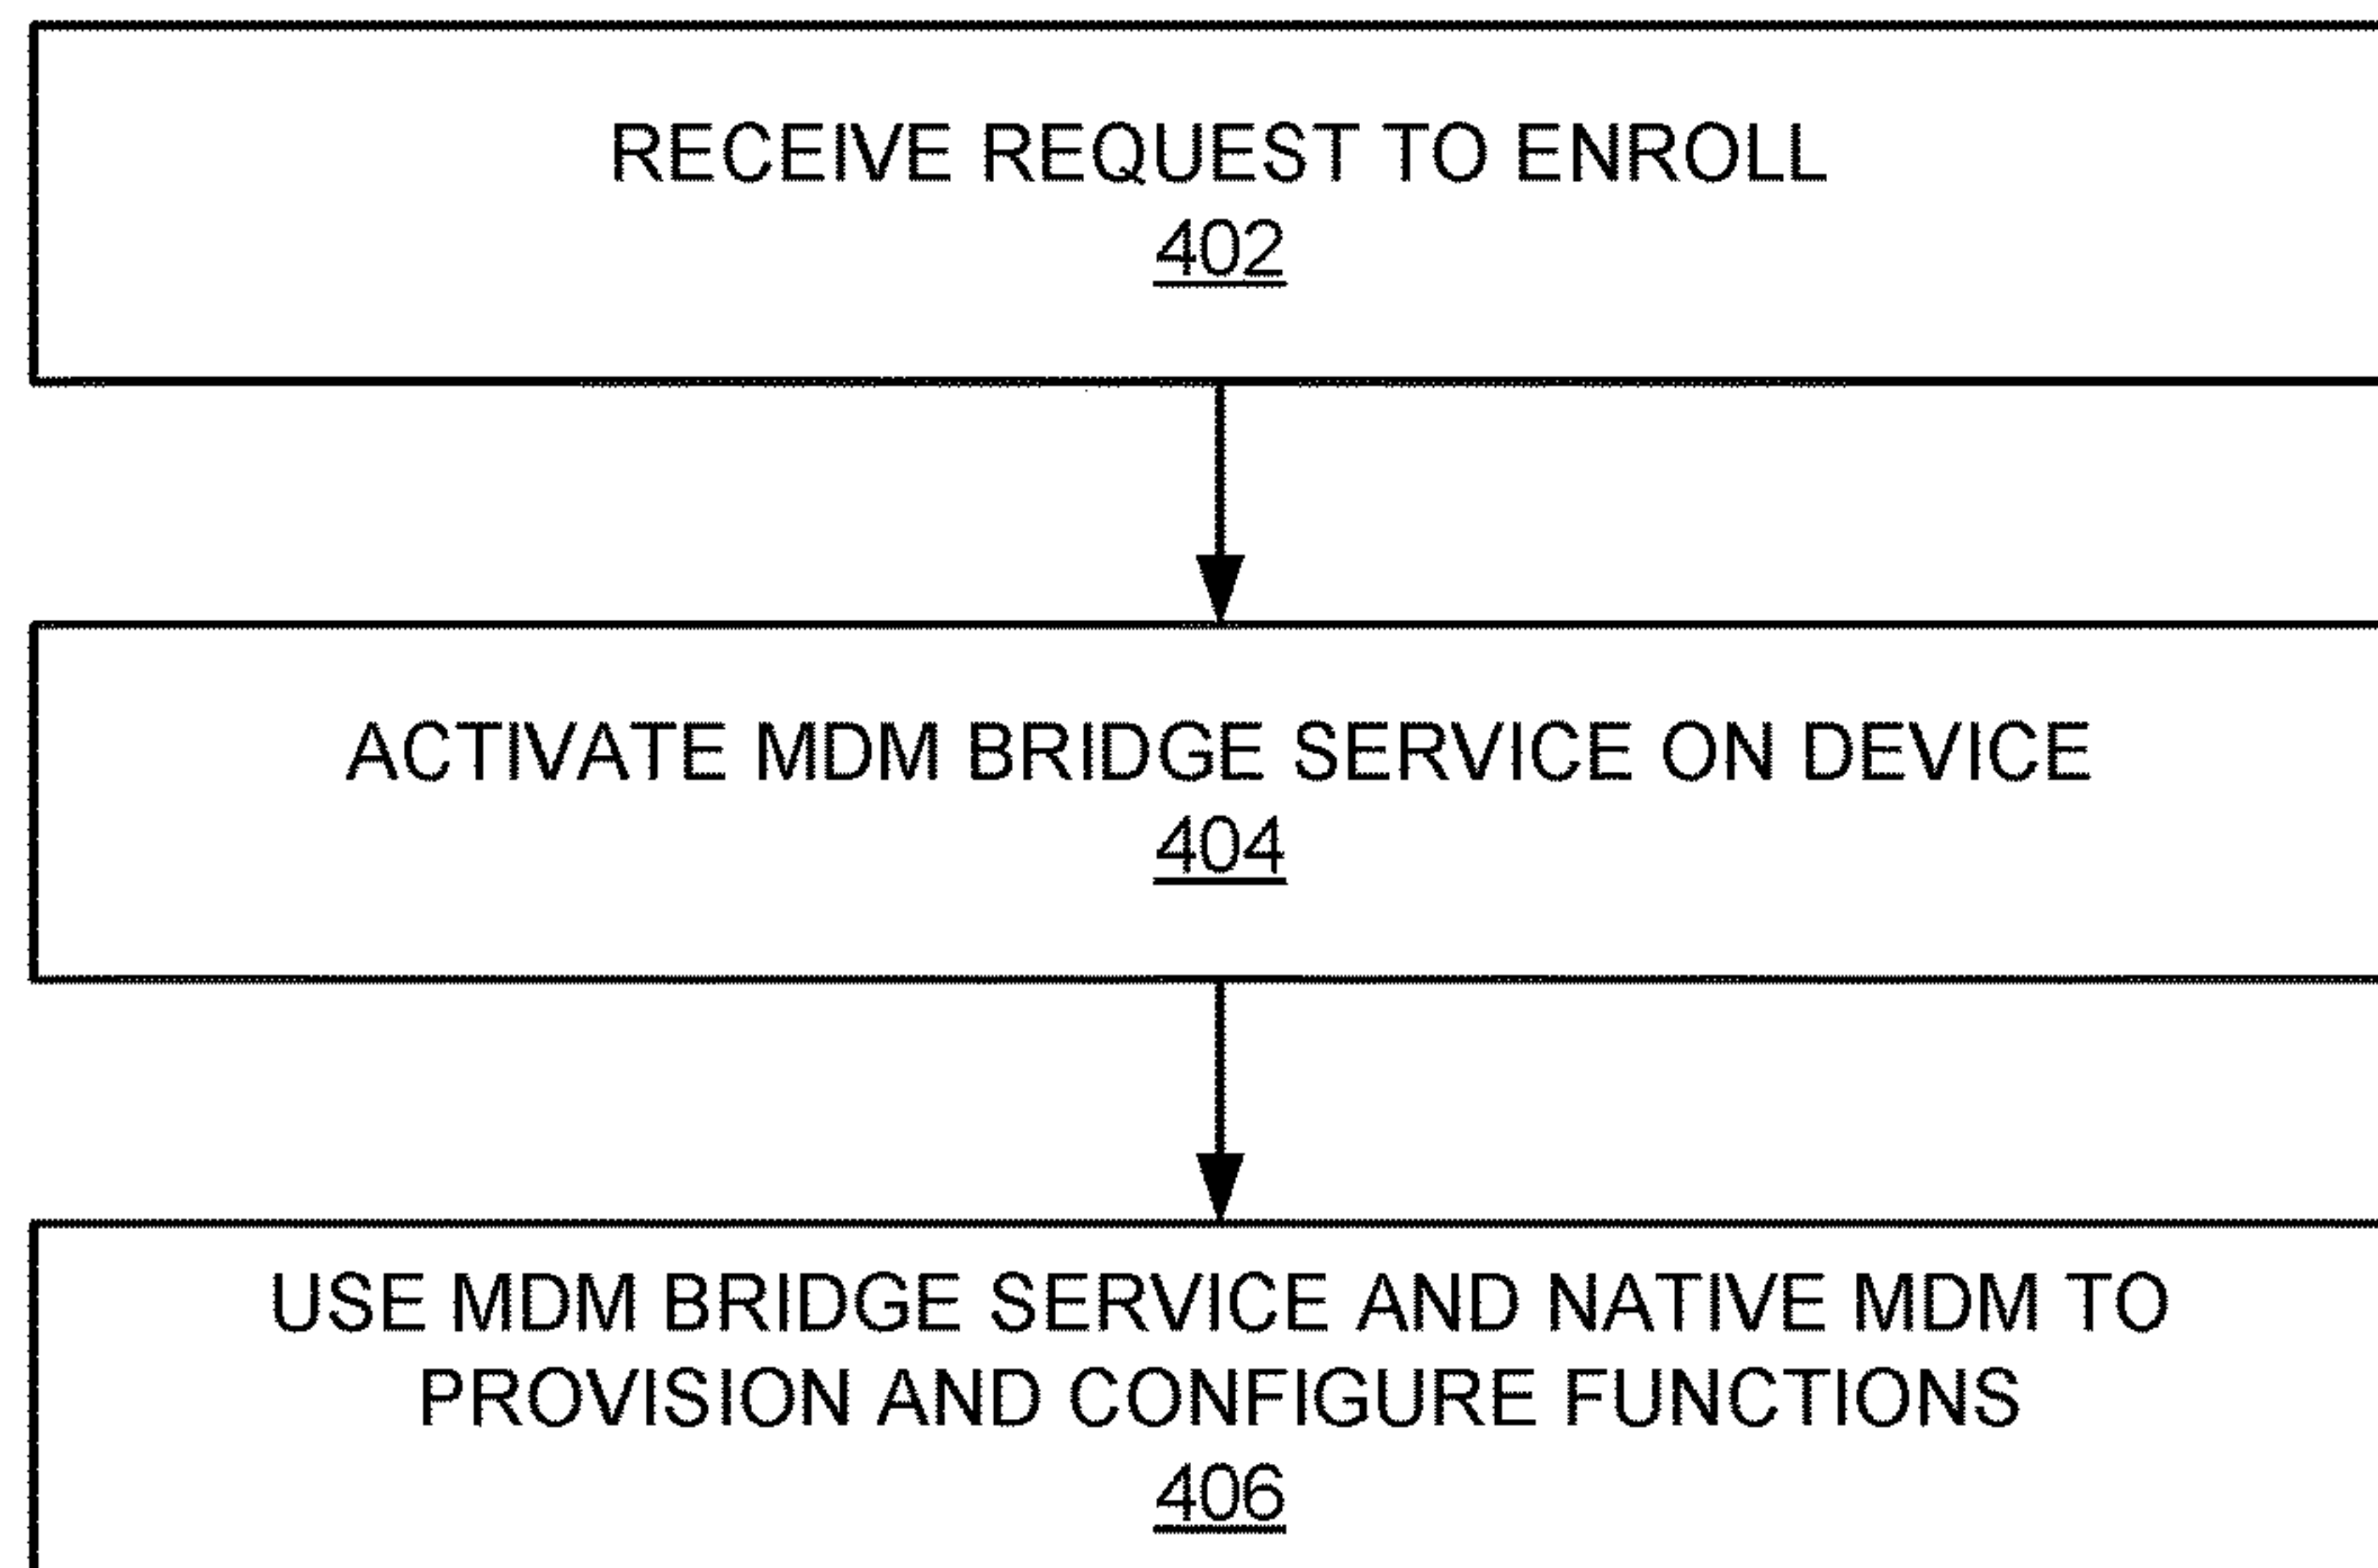 RECEIVE REQUEST TO ENROLL
402
ACTIVATE MDM BRIDGE SERVICE ON DEVICE
404
USE MDM BRIDGE SERVICE AND NATIVE MDM TO
PROVISION AND CONFIGURE FUNCTIONS
406